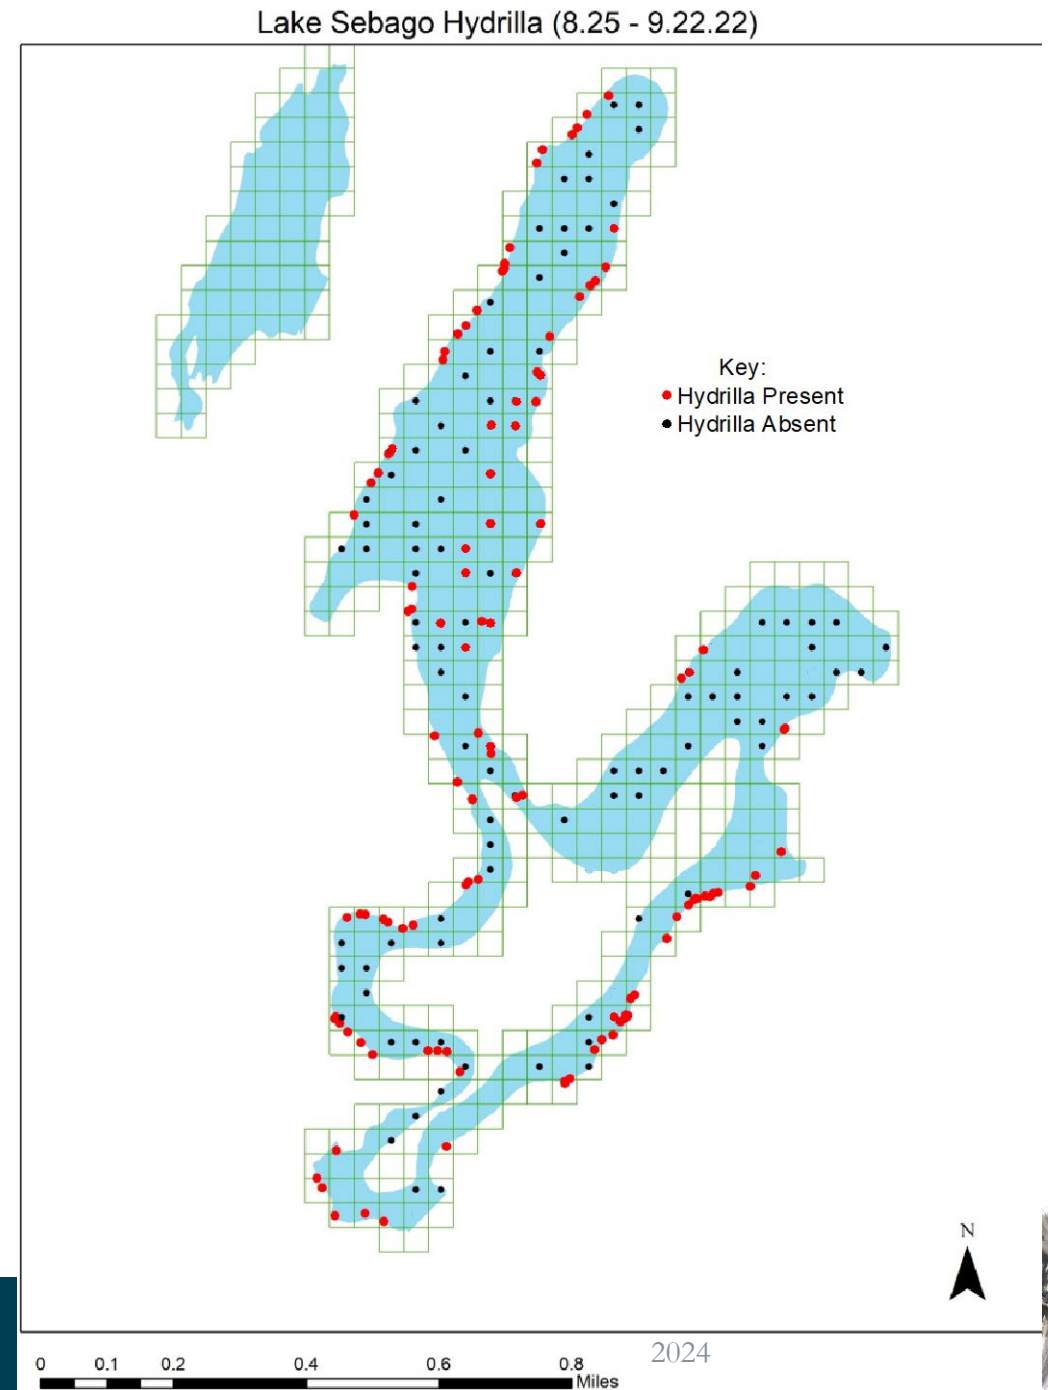 Lake Sebago Hydrilla (8.25 - 9.22.22)
Key:
Hydrilla Present
Hydrilla Absent
N
2024
0 0.1 0.2 0.4 0.6 0.8
Miles